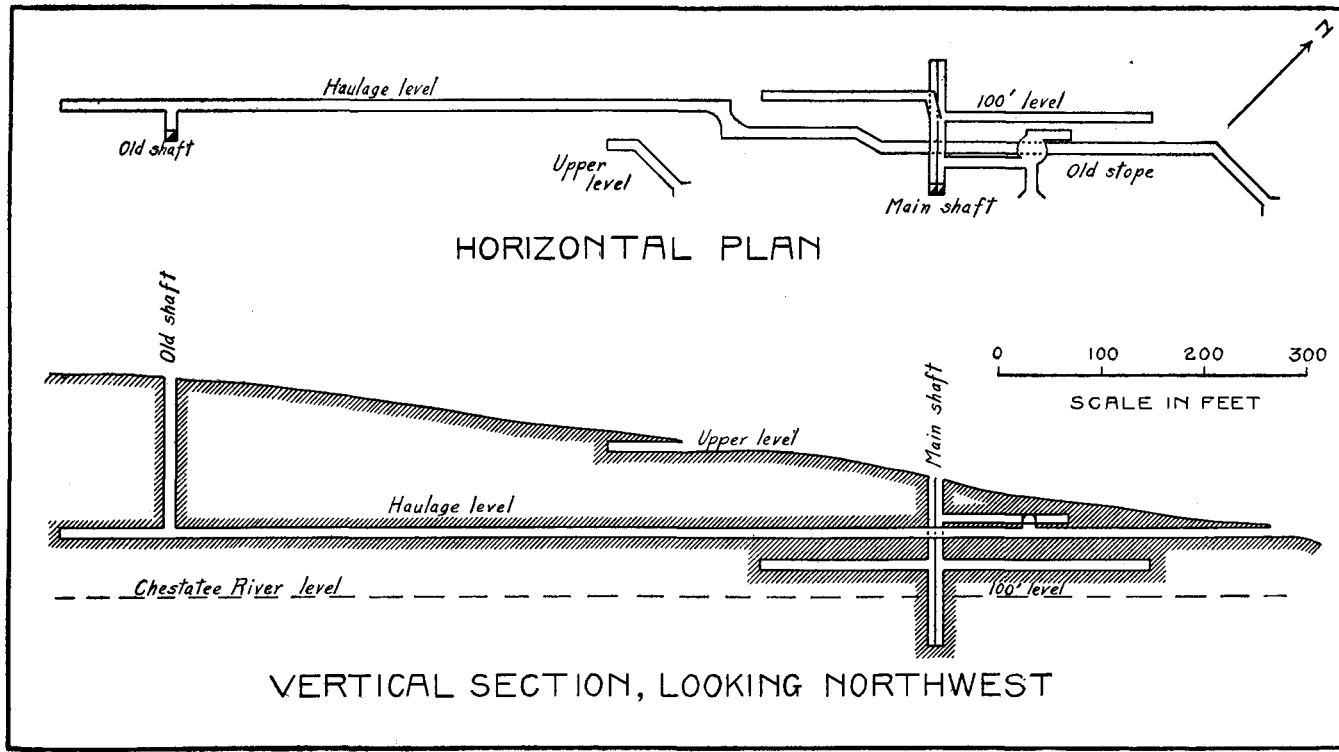 N
Haulage level
100' level
Old shaft
Upper
level
Main shaft
Old stope
HORIZONTAL PLAN
Old shaft
Main shaft
0 100 200 300
SCALE IN FEET
Upper level
Haulage level
Chestatee River level
100' level
VERTICAL SECTION, LOOKING NORTHWEST